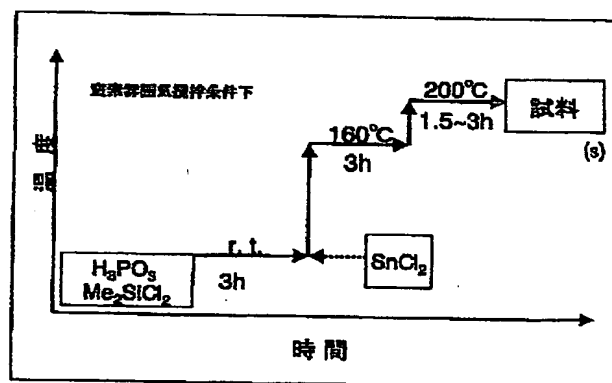 窒素雰囲気撹拌条件下
200℃
1.5~3h
試料
(s)
160℃
3h
温度
r. t.
3h
H₃PO₃
Me₂SiCl₂
SnCl₂
時間